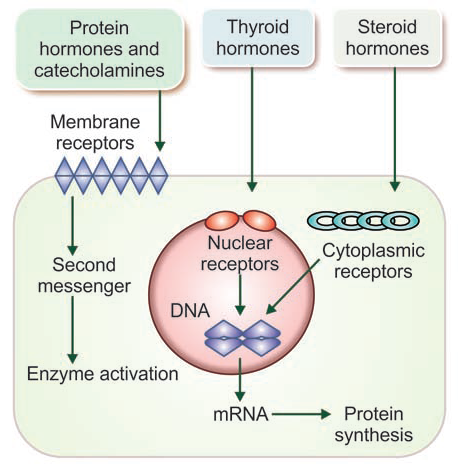 Protein
hormones and
catecholamines
Thyroid
hormones
Steroid
hormones
Membrane
receptors
Nuclear
receptors
Cytoplasmic
receptors
Second
messenger
DNA
Enzyme activation
mRNA
Protein
synthesis